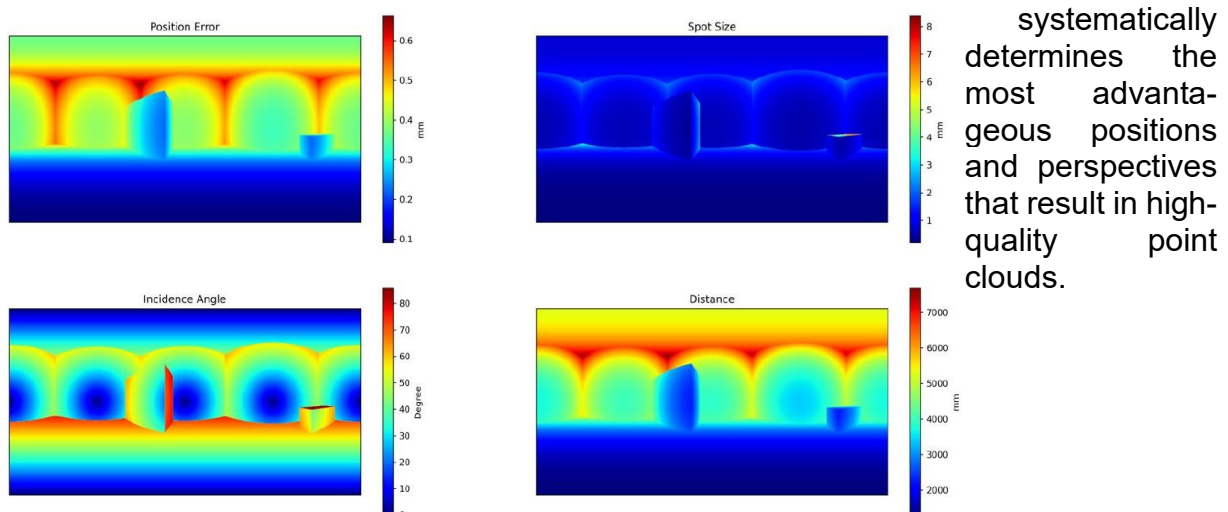 Position Error
0.6
0.5
0.4
0.3
0.2
0.1
mm
Spot Size
8
7
6
5
4
3
2
1
mm
systematically
determines the
most advanta-
geous positions
and perspectives
that result in high-
quality point
clouds.
Incidence Angle
80
70
60
50
40
30
20
10
Degree
Distance
7000
6000
5000
4000
3000
2000
mm